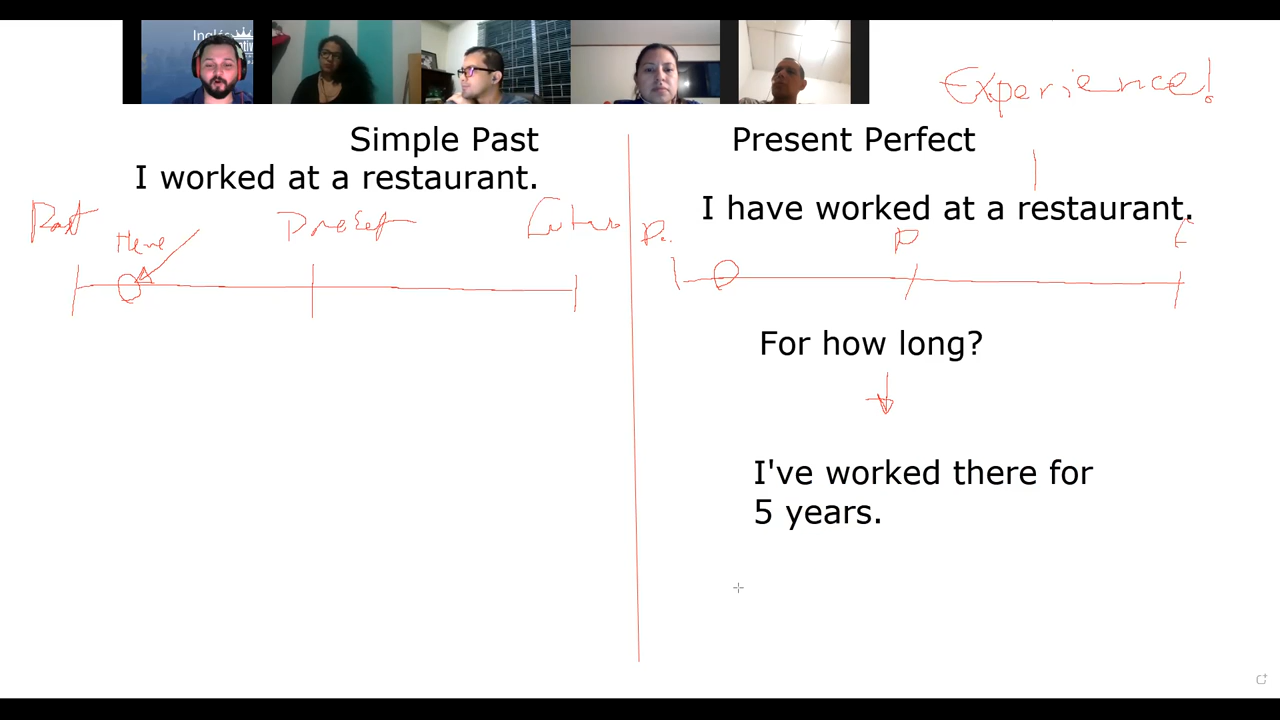 Inglés
Experience!
Simple Past
I worked at a restaurant.
Past
Here
Present
Future
Present Perfect
I have worked at a restaurant.
P.
P
F
For how long?
I've worked there for
5 years.